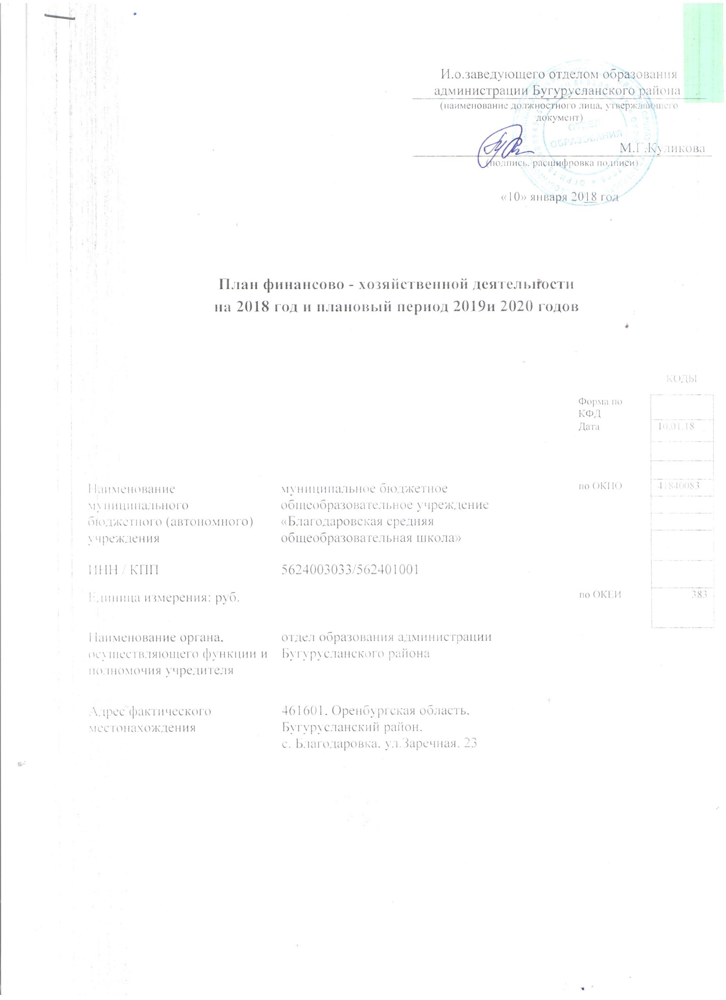 И.о.заведующего отделом образования
администрации Бугурусланского района
(наименование должностного лица, утверждающего
документ)
ОТДЕЛ
ОБРАЗОВАНИЯ
М.Г.Куликова
(подпись, расшифровка подписи)
«10» января 2018 год
План финансово - хозяйственной деятельности
на 2018 год и плановый период 2019и 2020 годов
КОДЫ
Форма по
КФД
Дата 10.01.18
Наименование муниципальное бюджетное по ОКПО 41840083
муниципального общеобразовательное учреждение
бюджетного (автономного) «Благодаровская средняя
учреждения общеобразовательная школа»
ИНН / КПП 5624003033/562401001
Единица измерения: руб. по ОКЕИ 383
Наименование органа, отдел образования администрации
осуществляющего функции и Бугурусланского района
полномочия учредителя
Адрес фактического 461601, Оренбургская область,
местонахождения Бугурусланский район,
с. Благодаровка, ул.Заречная, 23